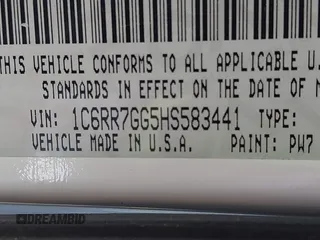 THIS VEHICLE CONFORMS TO ALL APPLICABLE U.
STANDARDS IN EFFECT ON THE DATE OF M
VIN: 1C6RR7GG5HS583441 TYPE:
VEHICLE MADE IN U.S.A. PAINT: PW7
DREAMBID